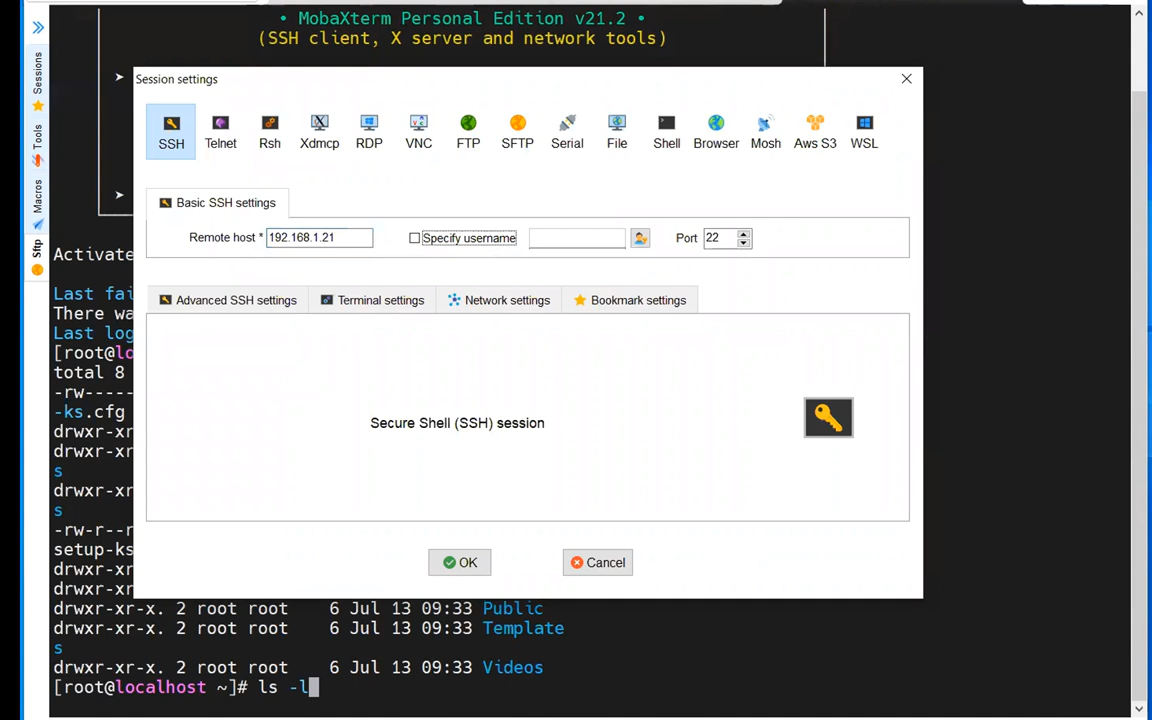 • MobaXterm Personal Edition v21.2 •
(SSH client, X server and network tools)
Session settings
SSH
Telnet
Rsh
Xdmcp
RDP
VNC
FTP
SFTP
Serial
File
Shell
Browser
Mosh
Aws S3
WSL
Sessions
Tools
Macros
Sftp
Basic SSH settings
Remote host * 192.168.1.21 Specify username Port 22
Advanced SSH settings Terminal settings Network settings Bookmark settings
Secure Shell (SSH) session
OK Cancel
Activate
Last fai
There wa
Last log
[root@lo
total 8
-rw-----
-ks.cfg
drwxr-xr
drwxr-xr
s
drwxr-xr
s
-rw-r--r
setup-ks
drwxr-xr
drwxr-xr
drwxr-xr-x. 2 root root 6 Jul 13 09:33 Public
drwxr-xr-x. 2 root root 6 Jul 13 09:33 Template
s
drwxr-xr-x. 2 root root 6 Jul 13 09:33 Videos
[root@localhost ~]# ls -l